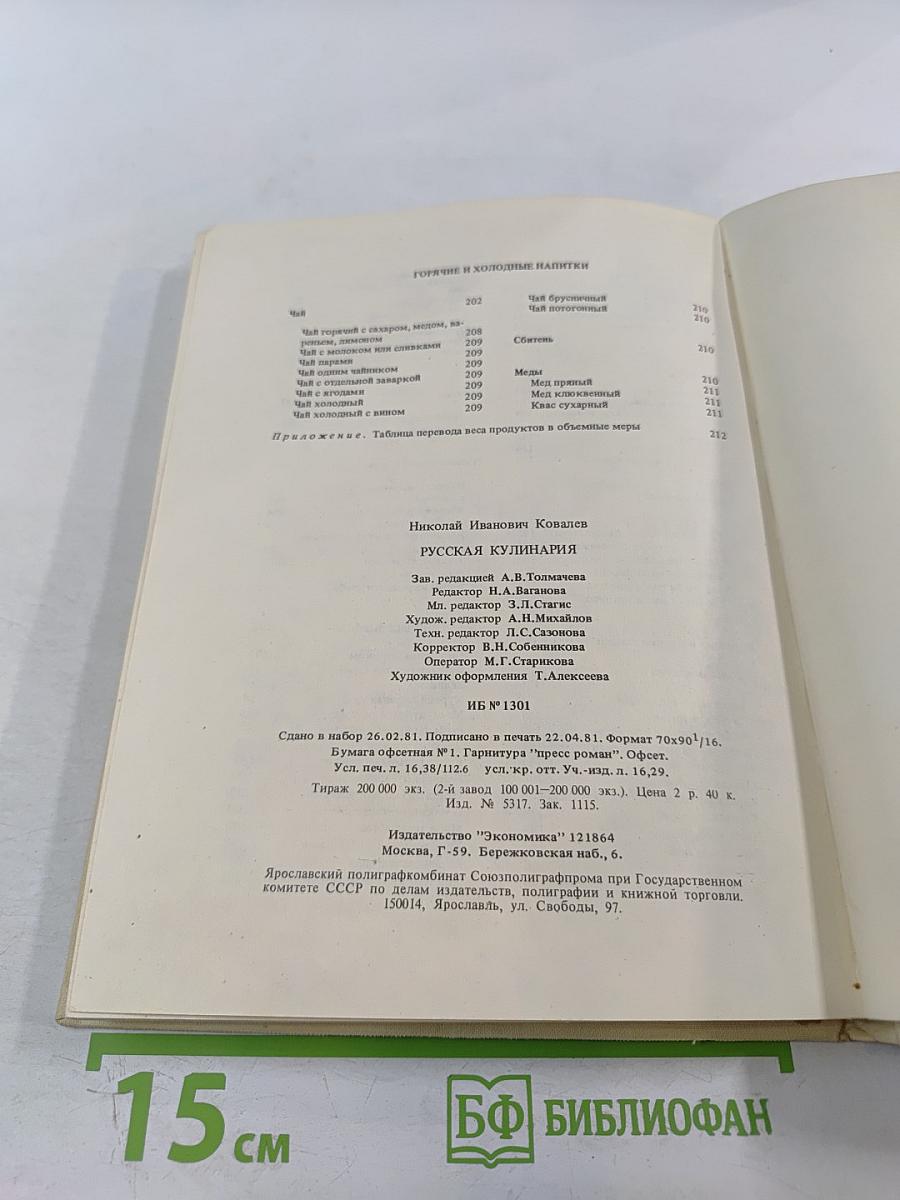 ГОРЯЧИЕ И ХОЛОДНЫЕ НАПИТКИ
Чай 202
Чай горячий с сахаром, медом, ва-
реньем, лимоном 208
Чай с молоком или сливками 209
Чай парами 209
Чай одним чайником 209
Чай с отдельной заваркой 209
Чай с ягодами 209
Чай холодный 209
Чай холодный с вином 209
Чай брусничный 210
Чай потогонный 210
Сбитень 210
Меды 210
Мед пряный 211
Мед клюквенный 211
Квас сухарный 211
Приложение. Таблица перевода веса продуктов в объемные меры 212
Николай Иванович Ковалев
РУССКАЯ КУЛИНАРИЯ
Зав. редакцией А.В.Толмачева
Редактор Н.А.Ваганова
Мл. редактор З.Л.Стагис
Худож. редактор А.Н.Михайлов
Техн. редактор Л.С.Сазонова
Корректор В.Н.Собенникова
Оператор М.Г.Старикова
Художник оформления Т.Алексеева
ИБ № 1301
Сдано в набор 26.02.81. Подписано в печать 22.04.81. Формат 70х90 1/16.
Бумага офсетная №1. Гарнитура "пресс роман". Офсет.
Усл. печ. л. 16,38/112.6 усл. кр. отт. Уч.-изд. л. 16,29.
Тираж 200 000 экз. (2-й завод 100 001—200 000 экз.). Цена 2 р. 40 к.
Изд. № 5317. Зак. 1115.
Издательство "Экономика" 121864
Москва, Г-59. Бережковская наб., 6.
Ярославский полиграфкомбинат Союзполиграфпрома при Государственном
комитете СССР по делам издательств, полиграфии и книжной торговли.
150014, Ярославль, ул. Свободы, 97.
15 см
БФ БИБЛИОФАН